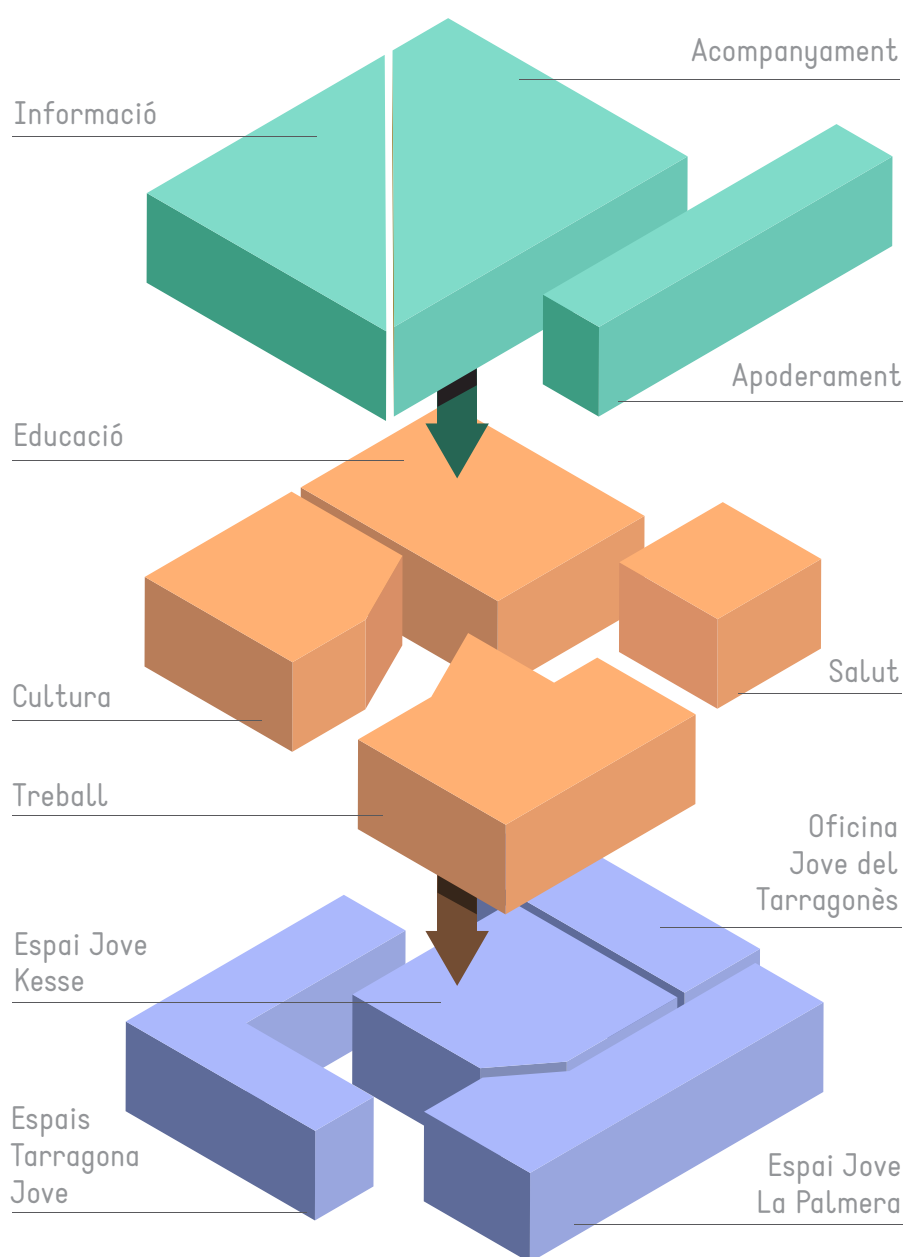 Acompanyament
Informació
Apoderament
Educació
Salut
Cultura
Treball
Oficina
Jove del
Tarragonès
Espai Jove
Kesse
Espais
Tarragona
Jove
Espai Jove
La Palmera